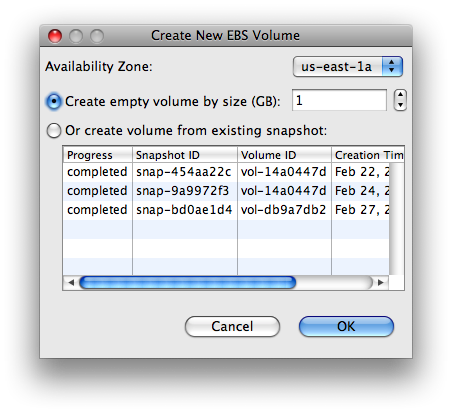 Create New EBS Volume
Availability Zone: us-east-1a
Create empty volume by size (GB): 1
Or create volume from existing snapshot:
Progress Snapshot ID Volume ID Creation Tim
completed snap-454aa22c vol-14a0447d Feb 22, 2
completed snap-9a9972f3 vol-14a0447d Feb 24, 2
completed snap-bd0ae1d4 vol-db9a7db2 Feb 27, 2
Cancel OK